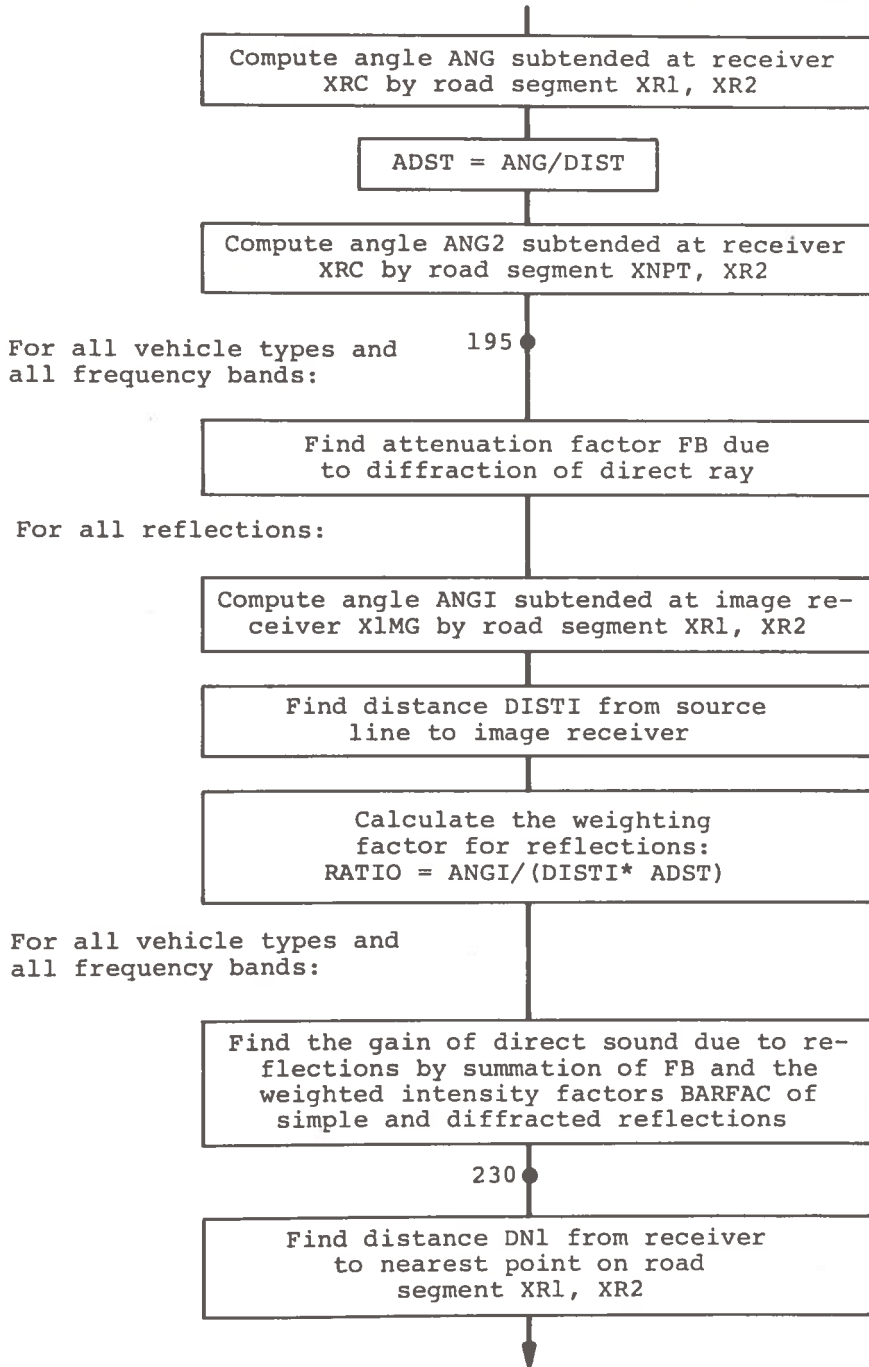 Compute angle ANG subtended at receiver
XRC by road segment XR1, XR2
ADST = ANG/DIST
Compute angle ANG2 subtended at receiver
XRC by road segment XNPT, XR2
195
For all vehicle types and
all frequency bands:
Find attenuation factor FB due
to diffraction of direct ray
For all reflections:
Compute angle ANGI subtended at image re-
ceiver X1MG by road segment XR1, XR2
Find distance DISTI from source
line to image receiver
Calculate the weighting
factor for reflections:
RATIO = ANGI/(DISTI* ADST)
For all vehicle types and
all frequency bands:
Find the gain of direct sound due to re-
flections by summation of FB and the
weighted intensity factors BARFAC of
simple and diffracted reflections
230
Find distance DN1 from receiver
to nearest point on road
segment XR1, XR2